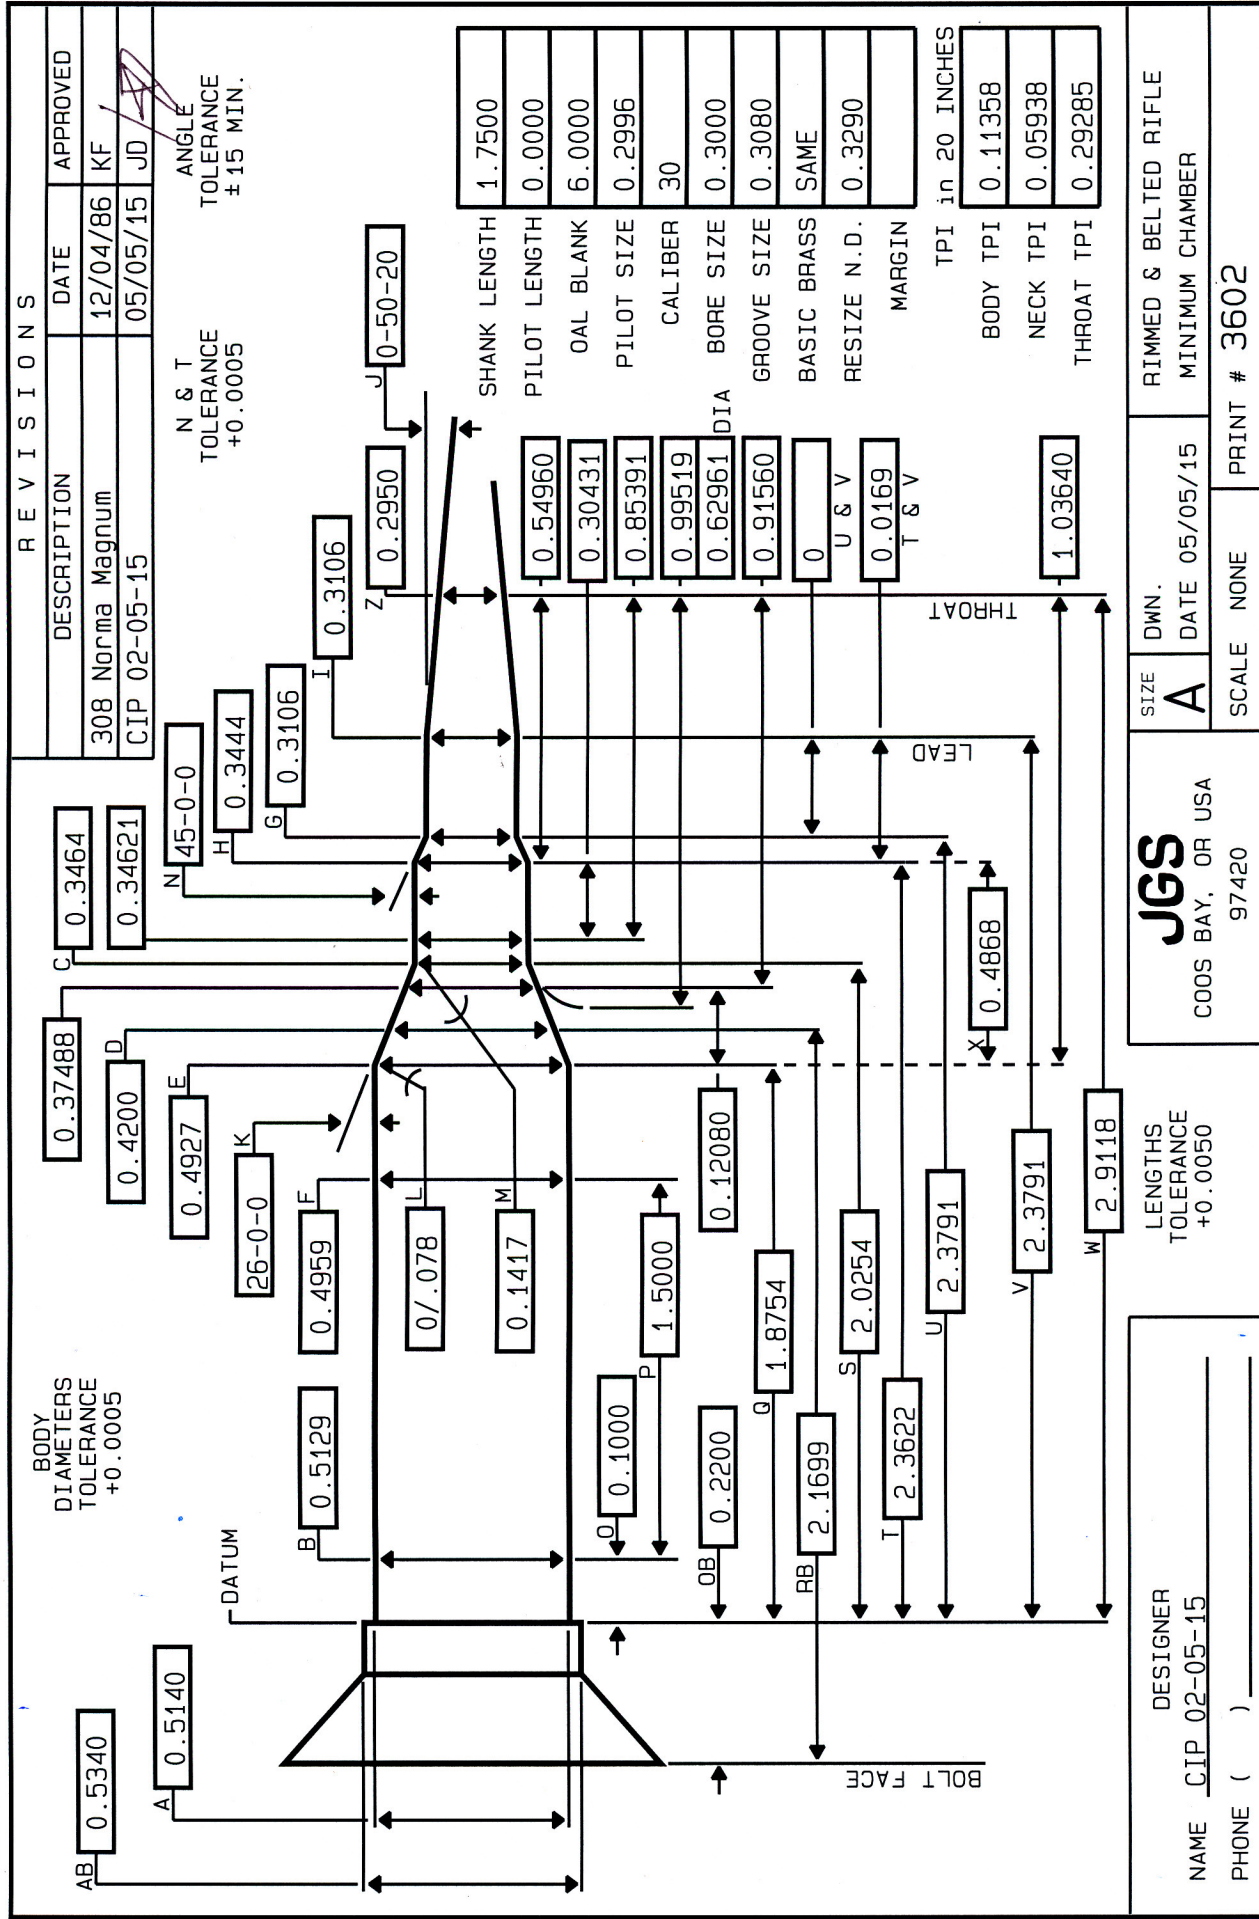 REVISIONS
DESCRIPTION DATE APPROVED
308 Norma Magnum 12/04/86 KF
CIP 02-05-15 05/05/15 JD
BODY
DIAMETERS
TOLERANCE
+0.0005
N & T
TOLERANCE
+0.0005
ANGLE
TOLERANCE
±15 MIN.
AB 0.5340
A 0.5140
DATUM
B 0.5129
F 0.4959
K 26-0-0
E 0.4927
D 0.4200
0.37488
C 0.3464
0.34621
N 45-0-0
H 0.3444
G 0.3106
I 0.3106
Z 0.2950
J 0-50-20
L 0/.078
M 0.1417
O 0.1000
P 1.5000
OB 0.2200
Q 1.8754
0.12080
RB 2.1699
S 2.0254
T 2.3622
U 2.3791
V 2.3791
W 2.9118
X 0.4868
BOLT FACE
LEAD
THROAT
0.54960
0.30431
0.85391
0.99519
0.62961 DIA
0.91560
0
U & V
0.0169
T & V
1.03640
SHANK LENGTH 1.7500
PILOT LENGTH 0.0000
OAL BLANK 6.0000
PILOT SIZE 0.2996
CALIBER 30
BORE SIZE 0.3000
GROOVE SIZE 0.3080
BASIC BRASS SAME
RESIZE N.D. 0.3290
MARGIN
TPI in 20 INCHES
BODY TPI 0.11358
NECK TPI 0.05938
THROAT TPI 0.29285
LENGTHS
TOLERANCE
+0.0050
DESIGNER
NAME CIP 02-05-15
PHONE ( )
JGS
COOS BAY, OR USA
97420
SIZE
A
DWN.
DATE 05/05/15
RIMMED & BELTED RIFLE
MINIMUM CHAMBER
SCALE NONE
PRINT # 3602